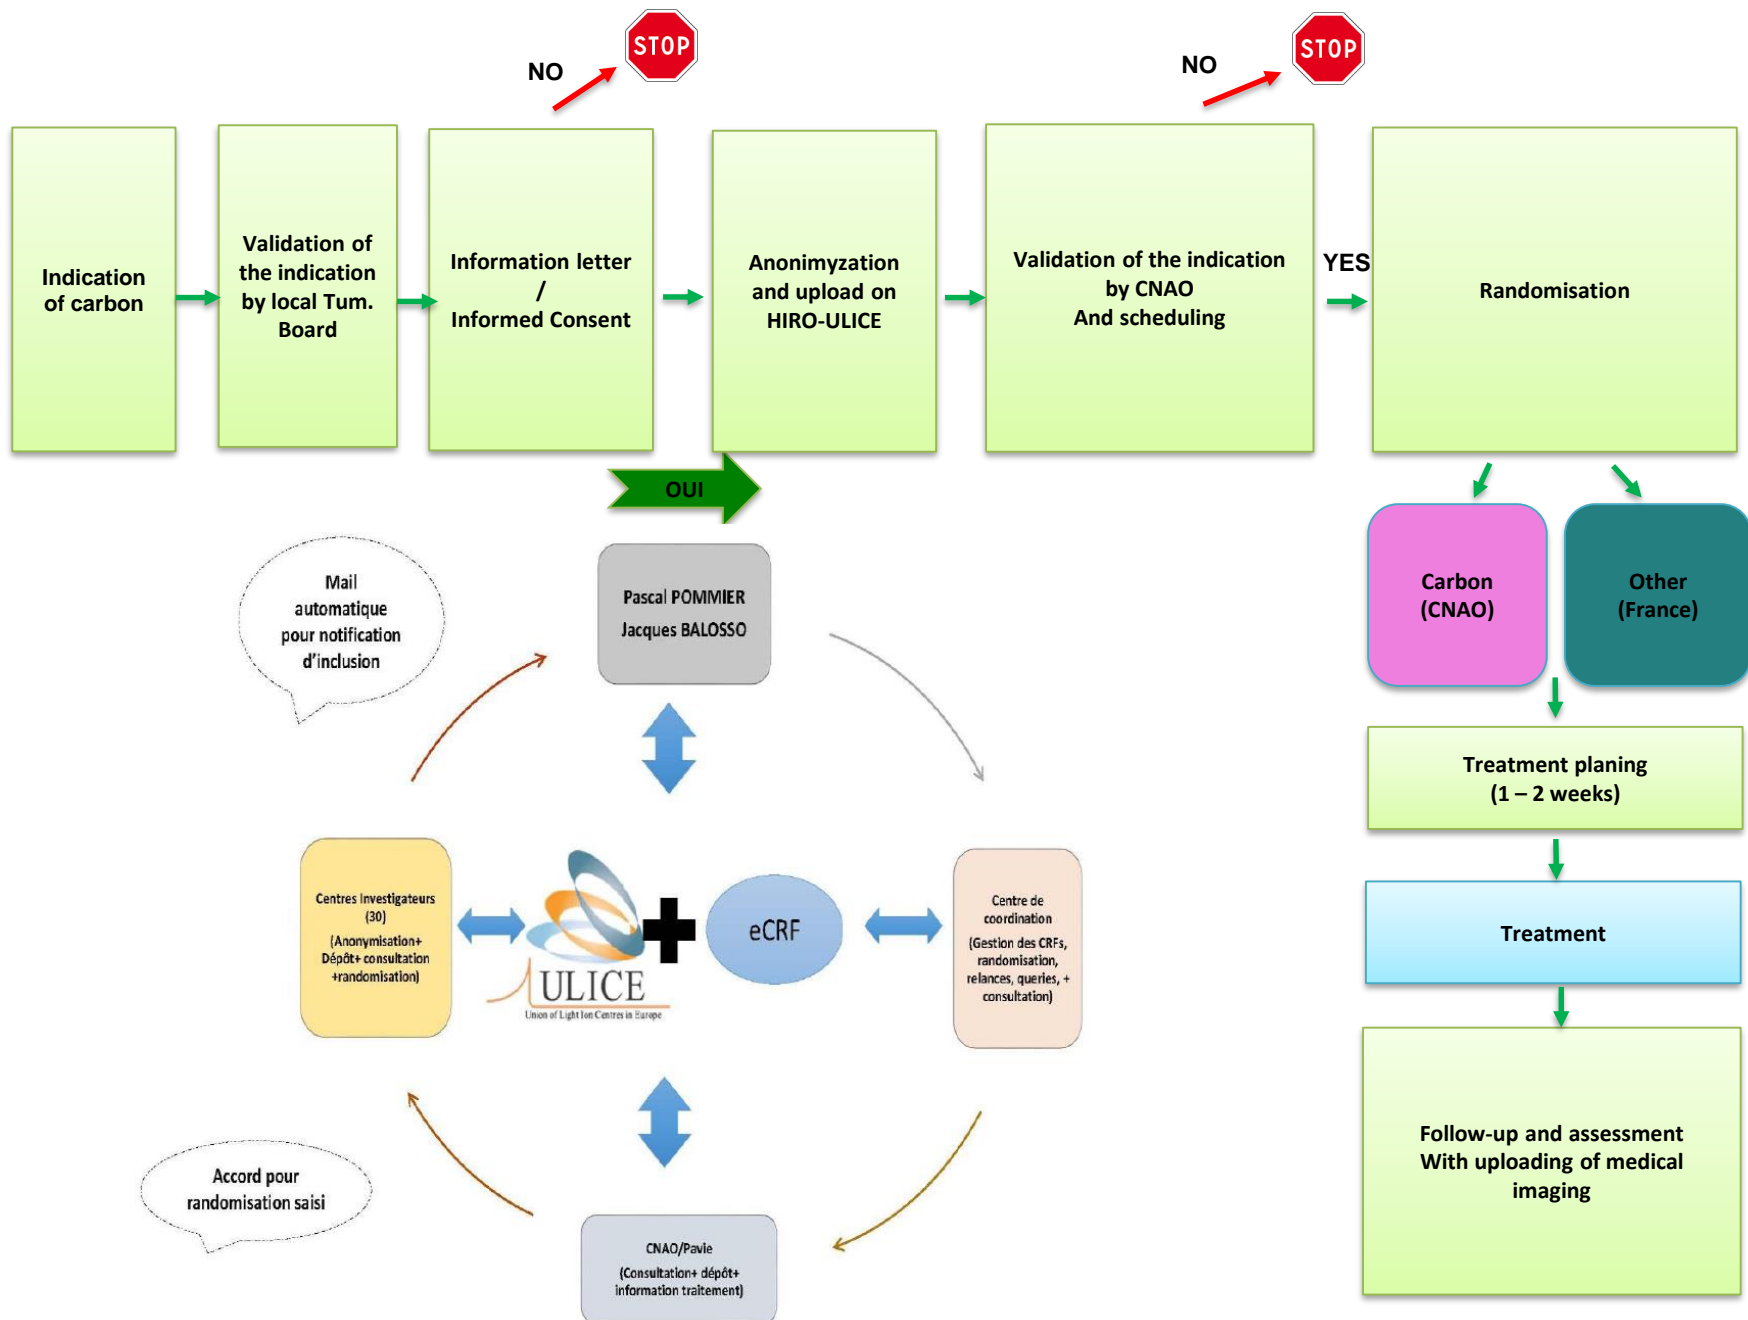 STOP
NO
STOP
NO
Indication
of carbon
Validation of
the indication
by local Tum.
Board
Information letter
/
Informed Consent
Anonimyzation
and upload on
HIRO-ULICE
Validation of the indication
by CNAO
And scheduling
YES
Randomisation
OUI
Carbon
(CNAO)
Other
(France)
Treatment planing
(1 – 2 weeks)
Treatment
Follow-up and assessment
With uploading of medical
imaging
Mail
automatique
pour notification
d'inclusion
Pascal POMMIER
Jacques BALOSSO
Centres Investigateurs
(30)
(Anonymisation+
Dépôt+ consultation
+randomisation)
ULICE
Union of Light Ion Centres in Europe
eCRF
Centre de
coordination
(Gestion des CRFs,
randomisation,
relances, queries, +
consultation)
Accord pour
randomisation saisi
CNAO/Pavie
(Consultation+ dépôt+
information traitement)